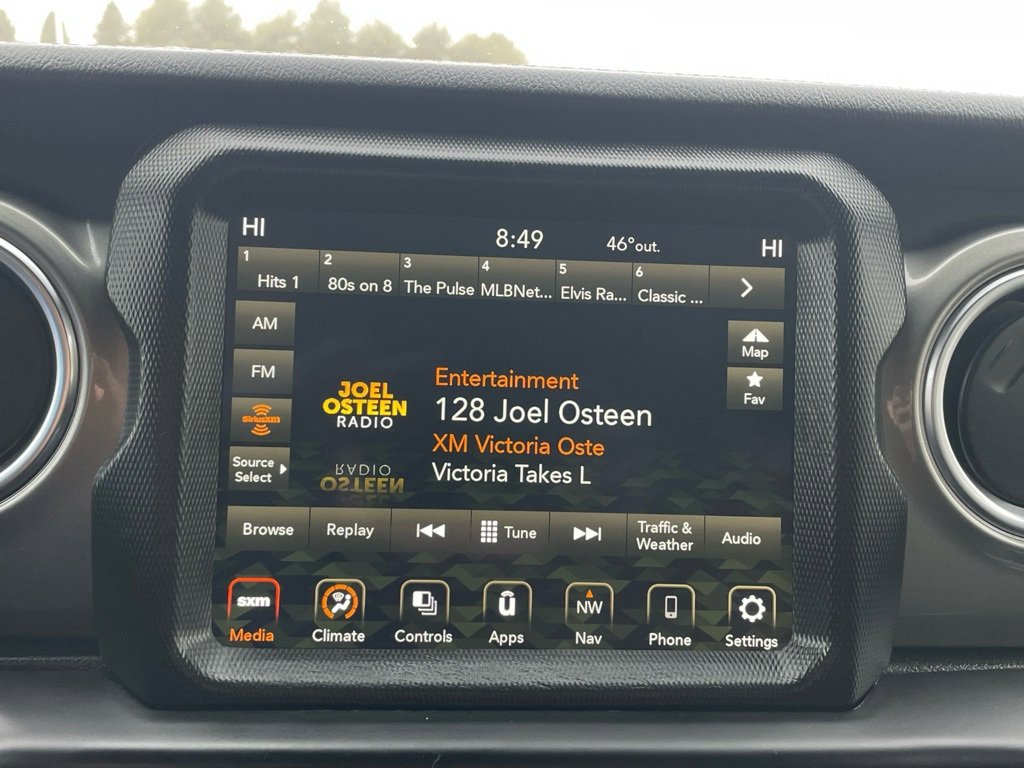 HI 8:49 46°out. HI
1 Hits 1
2 80s on 8
3 The Pulse
4 MLBNet...
5 Elvis Ra...
6 Classic ...
AM
FM
SiriusXM
Source
Select
Map
Fav
JOEL
OSTEEN
RADIO
Entertainment
128 Joel Osteen
XM Victoria Oste
Victoria Takes L
Browse
Replay
Tune
Traffic &
Weather
Audio
sxm
Media
Climate
Controls
û
Apps
NW
Nav
Phone
Settings